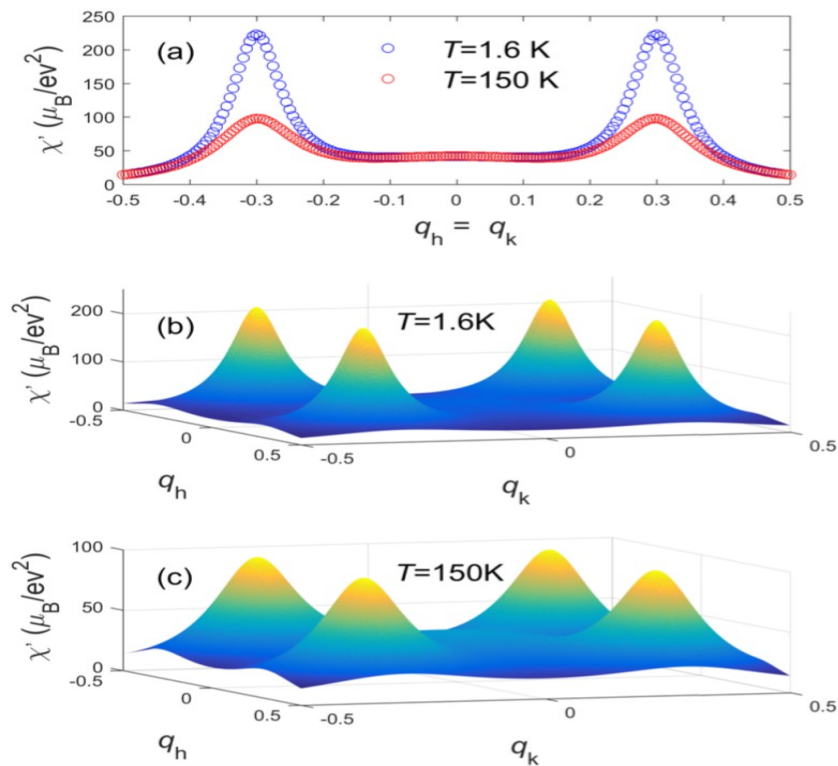 250
(a)
T=1.6 K
200
T=150 K
150
100
50
0
χ' (μB/ev²)
-0.5 -0.4 -0.3 -0.2 -0.1 0 0.1 0.2 0.3 0.4 0.5
qh = qk
(b)
T=1.6K
200
100
0
χ' (μB/ev²)
-0.5
0
0.5
-0.5
0
0.5
qh
qk
100
(c)
T=150K
50
0
χ' (μB/ev²)
-0.5
0
0.5
-0.5
0
0.5
qh
qk